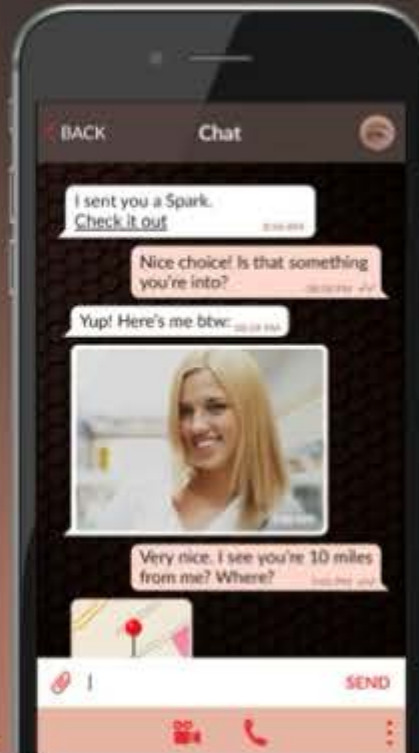 BACK
Chat
I sent you a Spark.
Check it out
Nice choice! Is that something
you're into?
Yup! Here's me btw:
Very nice. I see you're 10 miles
from me? Where?
SEND